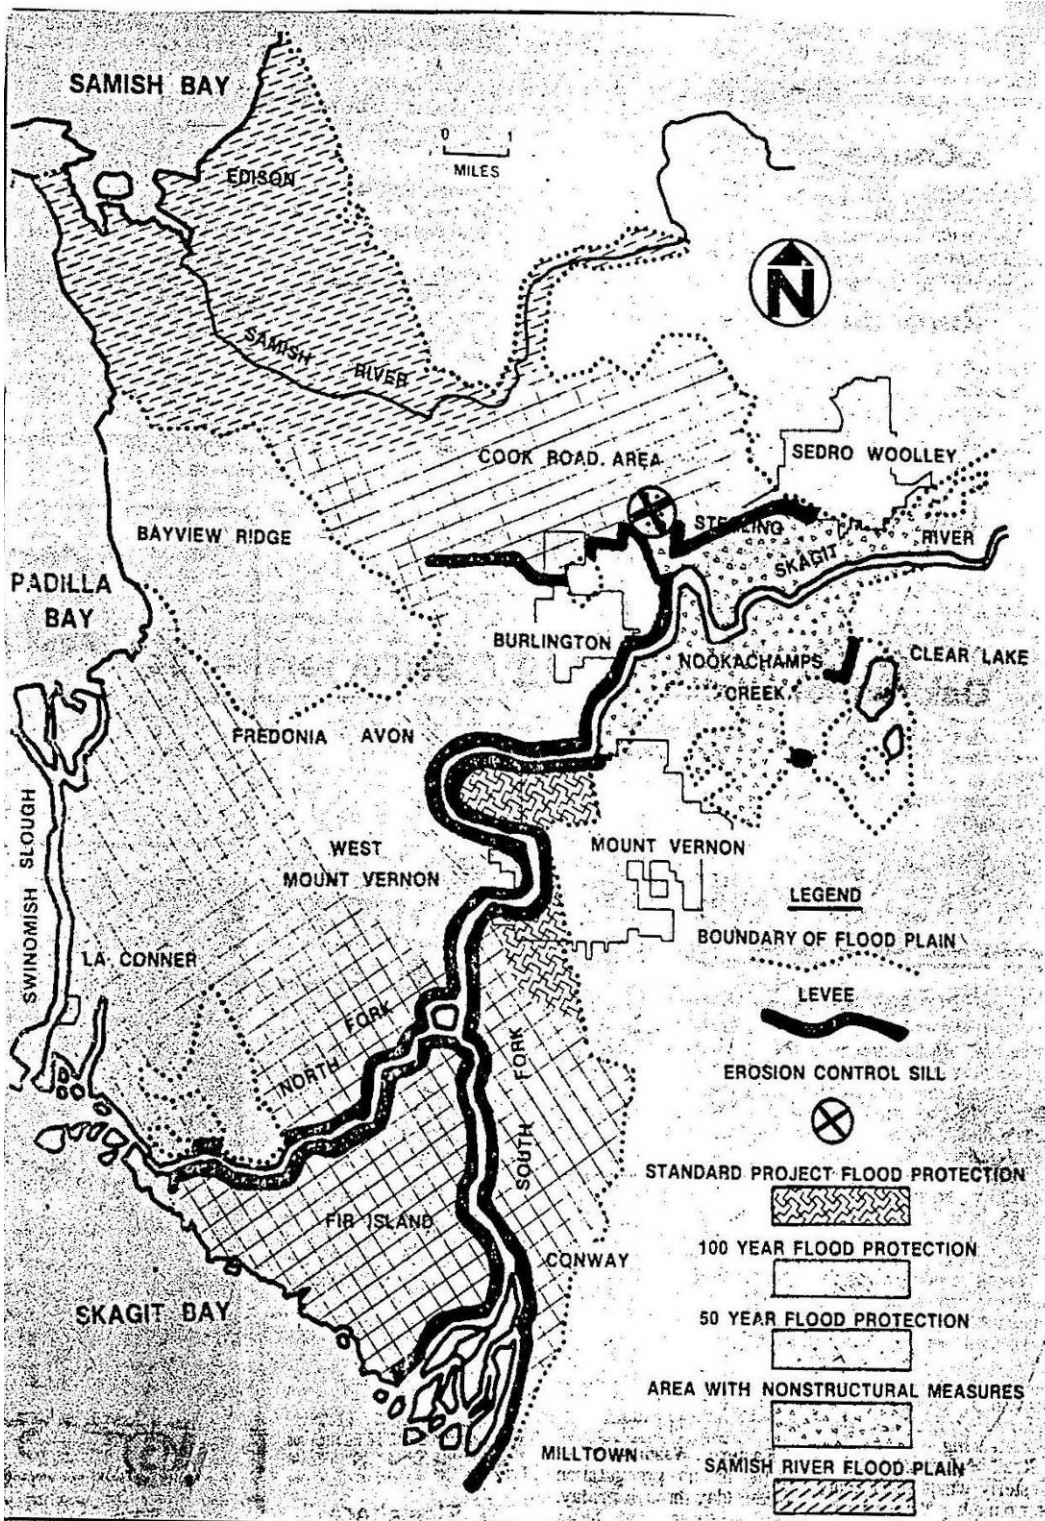 SAMISH BAY
0 1
MILES
EDISON
N
SAMISH RIVER
COOK ROAD AREA
SEDRO WOOLLEY
BAYVIEW RIDGE
STERLING
SKAGIT RIVER
PADILLA
BAY
BURLINGTON
NOOKACHAMPS
CREEK
CLEAR LAKE
FREDONIA AVON
SWINOMISH SLOUGH
WEST
MOUNT VERNON
MOUNT VERNON
LEGEND
BOUNDARY OF FLOOD PLAIN
LA CONNER
LEVEE
NORTH FORK
SOUTH FORK
EROSION CONTROL SILL
STANDARD PROJECT FLOOD PROTECTION
FIR ISLAND
100 YEAR FLOOD PROTECTION
CONWAY
SKAGIT BAY
50 YEAR FLOOD PROTECTION
AREA WITH NONSTRUCTURAL MEASURES
MILLTOWN
SAMISH RIVER FLOOD PLAIN